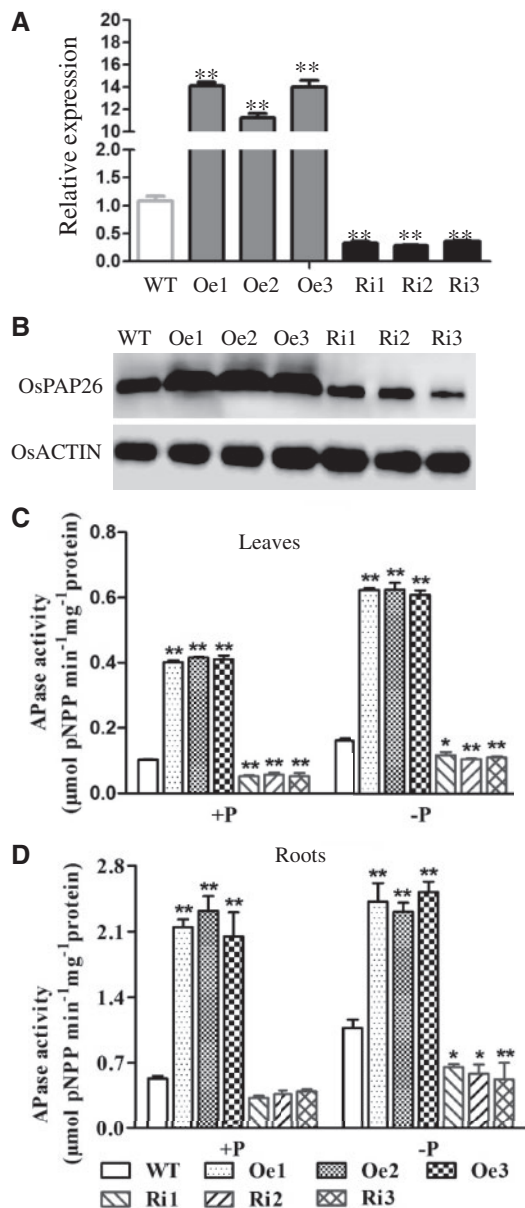 A
Relative expression
20
18
16
14
12
10
2.0
1.5
1.0
0.5
0.0
** ** ** ** ** **
WT Oe1 Oe2 Oe3 Ri1 Ri2 Ri3
B
WT Oe1 Oe2 Oe3 Ri1 Ri2 Ri3
OsPAP26
OsACTIN
C
Leaves
APase activity
(μmol pNPP min⁻¹mg⁻¹protein)
0.8
0.6
0.4
0.2
0.0
** ** ** ** ** **
** ** ** * ** **
+P -P
D
Roots
APase activity
(μmol pNPP min⁻¹mg⁻¹protein)
2.8
2.1
1.4
0.7
0.0
** ** **
** ** ** * * **
+P -P
WT Oe1 Oe2 Oe3
Ri1 Ri2 Ri3